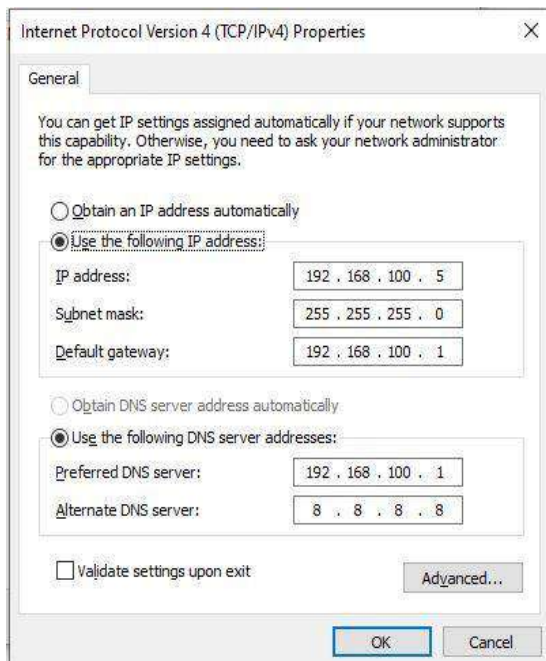 Internet Protocol Version 4 (TCP/IPv4) Properties
General
You can get IP settings assigned automatically if your network supports
this capability. Otherwise, you need to ask your network administrator
for the appropriate IP settings.
Obtain an IP address automatically
Use the following IP address:
IP address: 192 . 168 . 100 . 5
Subnet mask: 255 . 255 . 255 . 0
Default gateway: 192 . 168 . 100 . 1
Obtain DNS server address automatically
Use the following DNS server addresses:
Preferred DNS server: 192 . 168 . 100 . 1
Alternate DNS server: 8 . 8 . 8 . 8
Validate settings upon exit
Advanced...
OK Cancel